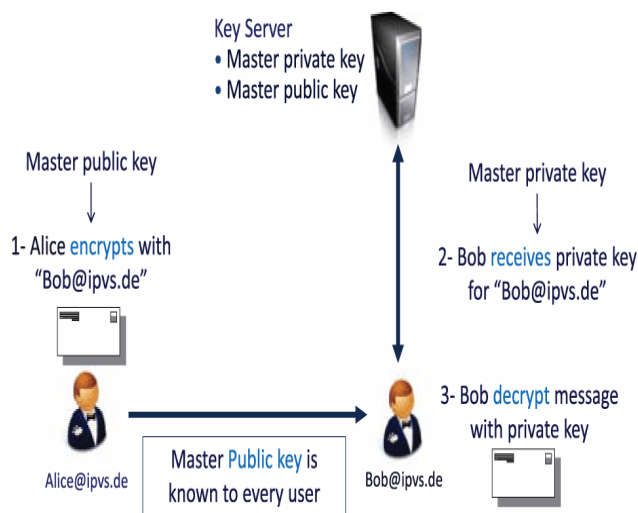 Key Server
• Master private key
• Master public key
Master public key
1- Alice encrypts with
“Bob@ipvs.de”
Master private key
2- Bob receives private key
for “Bob@ipvs.de”
3- Bob decrypt message
with private key
Alice@ipvs.de
Master Public key is
known to every user
Bob@ipvs.de